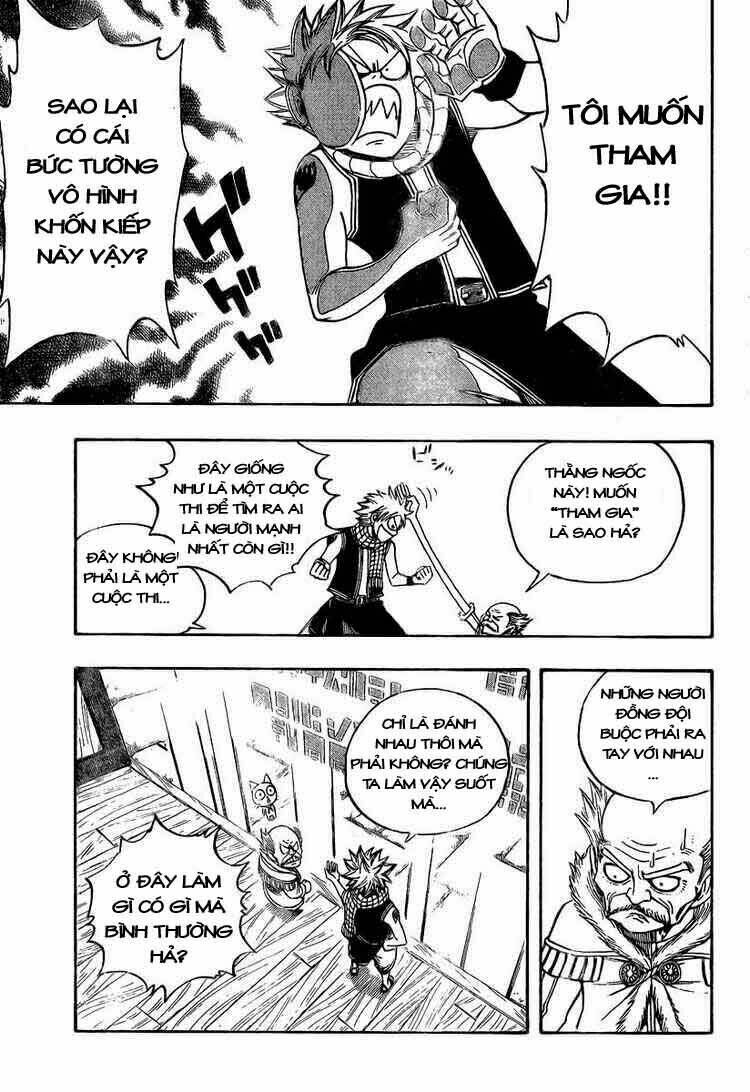 TÔI MUỐN
THAM
GIA!!
SAO LẠI
CÓ CÁI
BỨC TƯỜNG
VÔ HÌNH
KHỐN KIẾP
NÀY VẬY?
グ
グ
グ
THẰNG NGỐC
NÀY! MUỐN
“THAM GIA”
LÀ SAO HẢ?
ĐÂY GIỐNG
NHƯ LÀ MỘT CUỘC
THI ĐỂ TÌM RA AI
LÀ NGƯỜI MẠNH
NHẤT CÒN GÌ!!
ĐÂY KHÔNG
PHẢI LÀ MỘT
CUỘC THI...
NHỮNG NGƯỜI
ĐỒNG ĐỘI
BUỘC PHẢI RA
TAY VỚI NHAU
...
CHỈ LÀ ĐÁNH
NHAU THÔI MÀ
PHẢI KHÔNG? CHÚNG
TA LÀM VẬY SUỐT
MÀ...
Ở ĐÂY LÀM
GÌ CÓ GÌ MÀ
BÌNH THƯỜNG
HẢ?